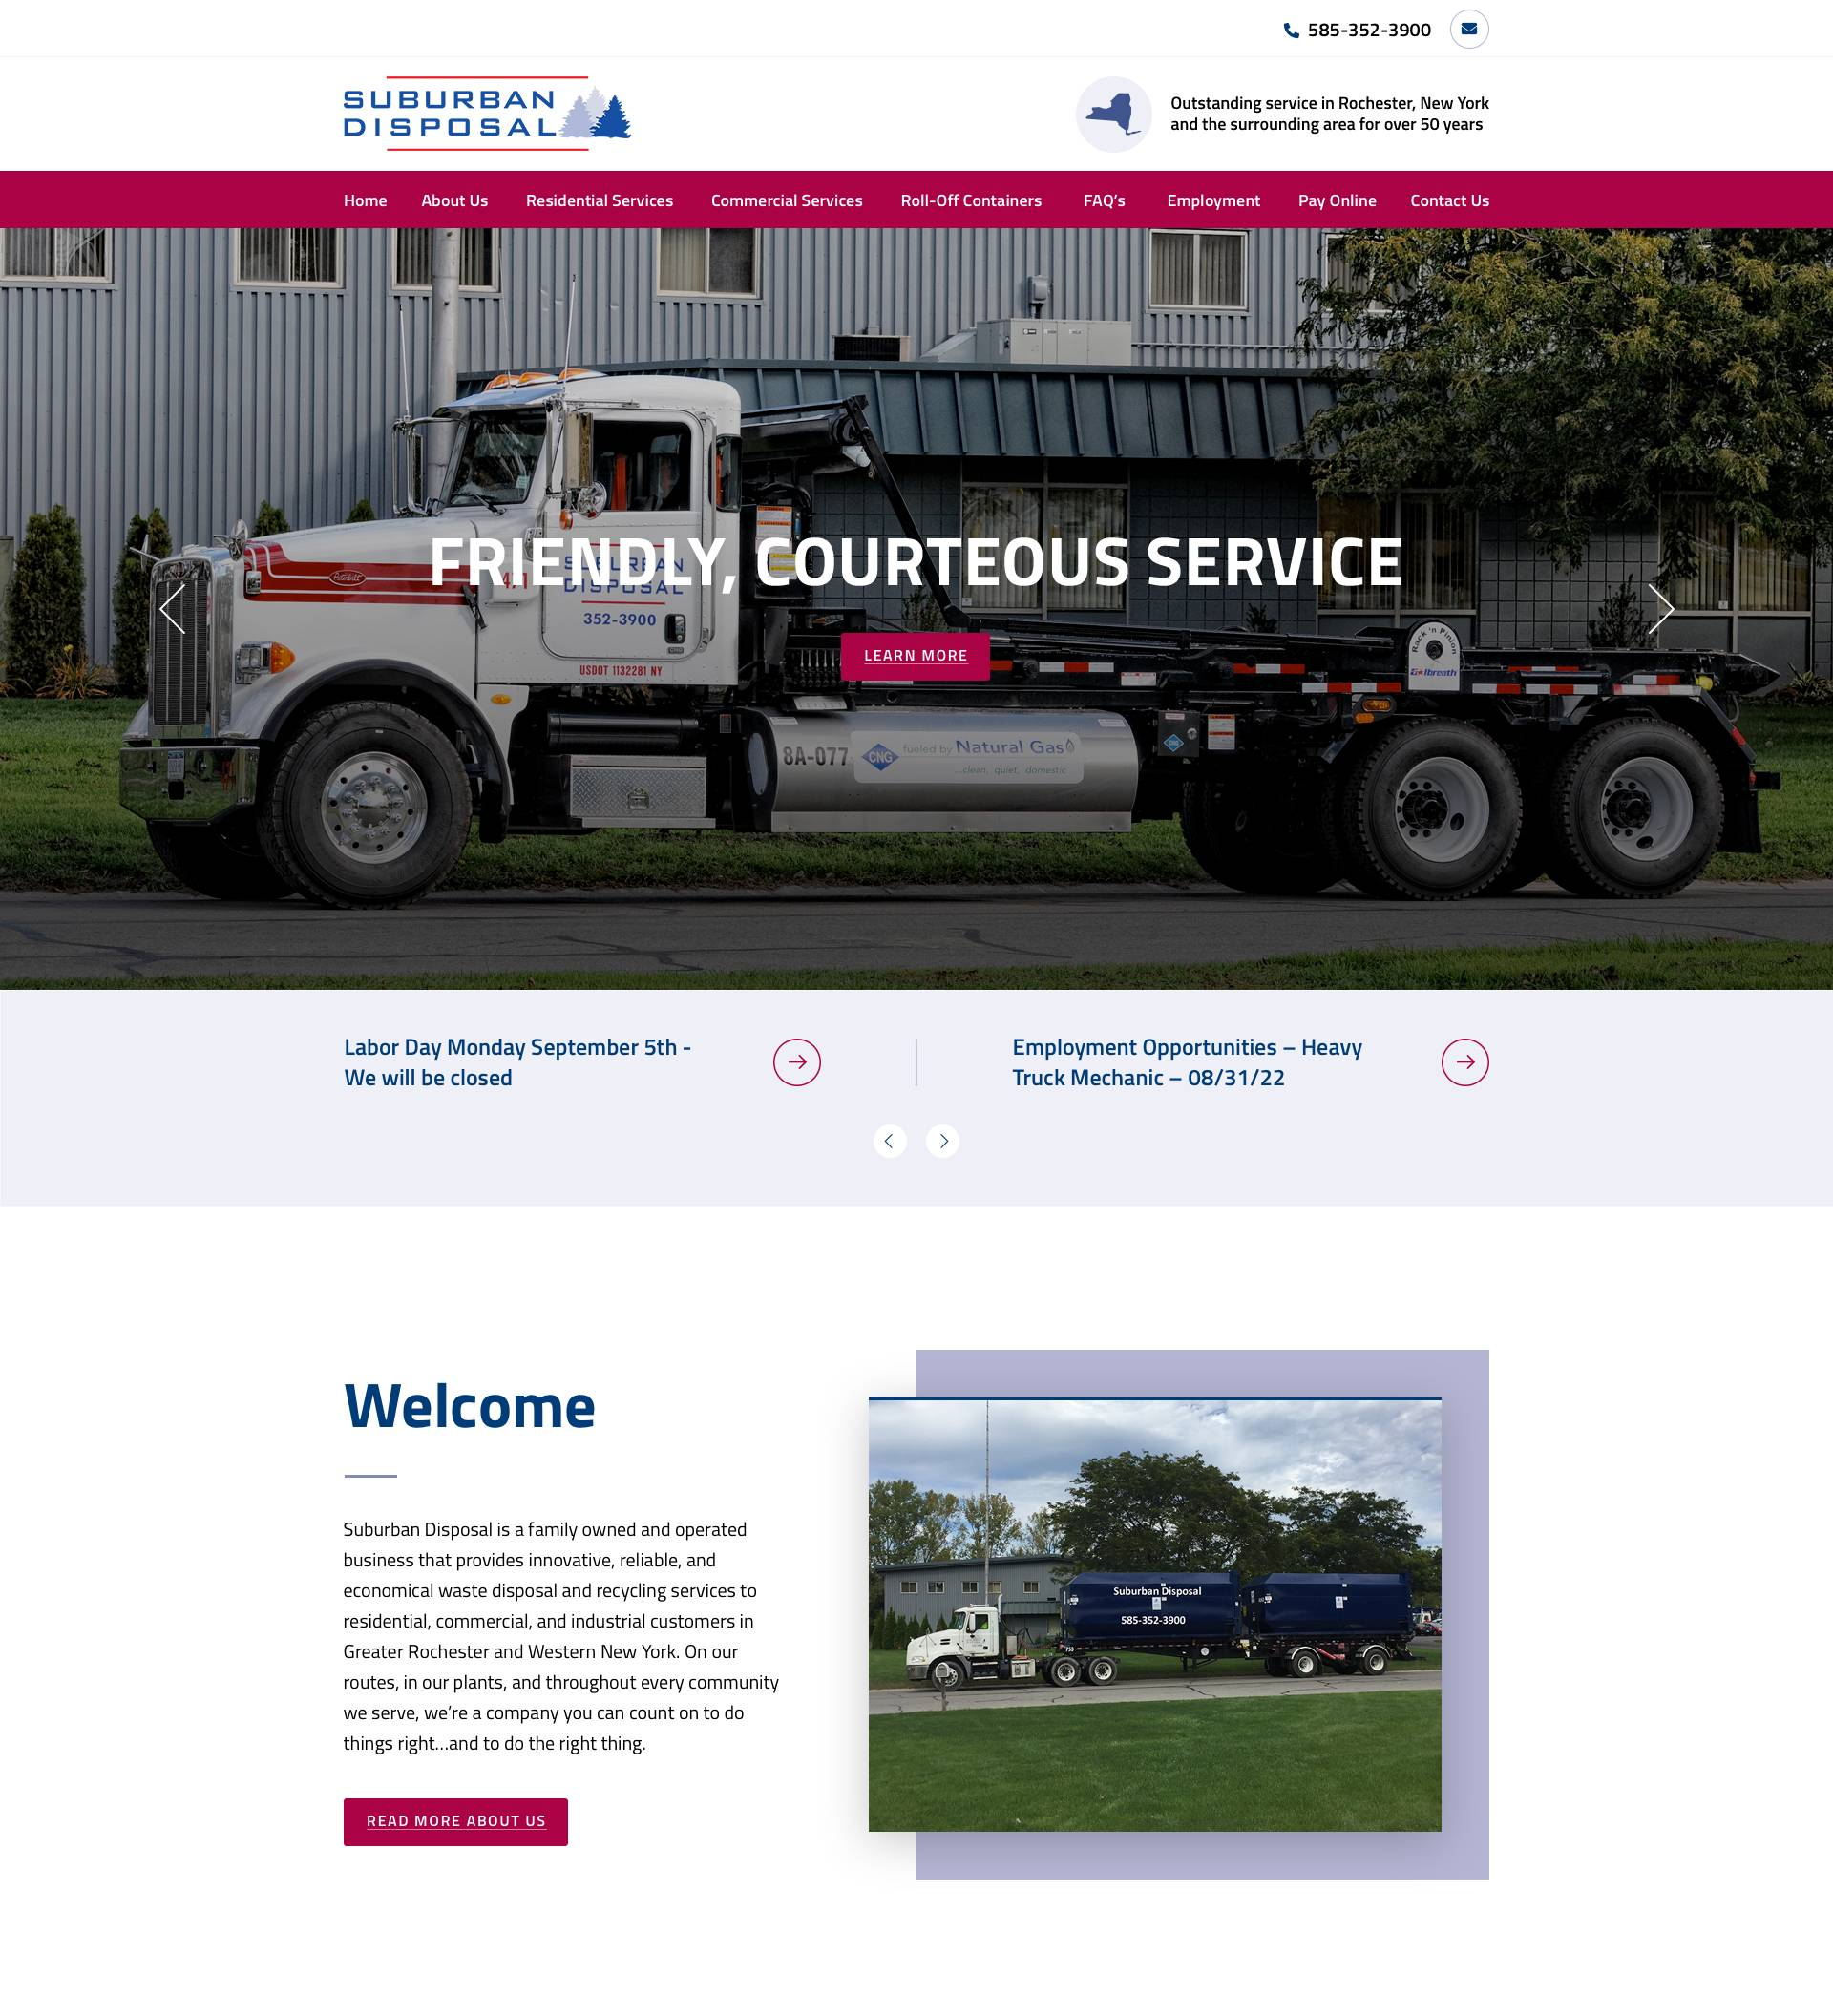 585-352-3900
SUBURBAN
DISPOSAL
Outstanding service in Rochester, New York
and the surrounding area for over 50 years
Home About Us Residential Services Commercial Services Roll-Off Containers FAQ's Employment Pay Online Contact Us
FRIENDLY, COURTEOUS SERVICE
Peterbilt
471
SUBURBAN
DISPOSAL
352-3900
USDOT 1132281 NY
LEARN MORE
Rack 'n Pinion
Galbreath
8A-077
CNG
fueled by Natural Gas
...clean, quiet, domestic
Labor Day Monday September 5th -
We will be closed
Employment Opportunities – Heavy
Truck Mechanic – 08/31/22
Welcome
Suburban Disposal is a family owned and operated
business that provides innovative, reliable, and
economical waste disposal and recycling services to
residential, commercial, and industrial customers in
Greater Rochester and Western New York. On our
routes, in our plants, and throughout every community
we serve, we’re a company you can count on to do
things right…and to do the right thing.
READ MORE ABOUT US
Suburban Disposal
585-352-3900